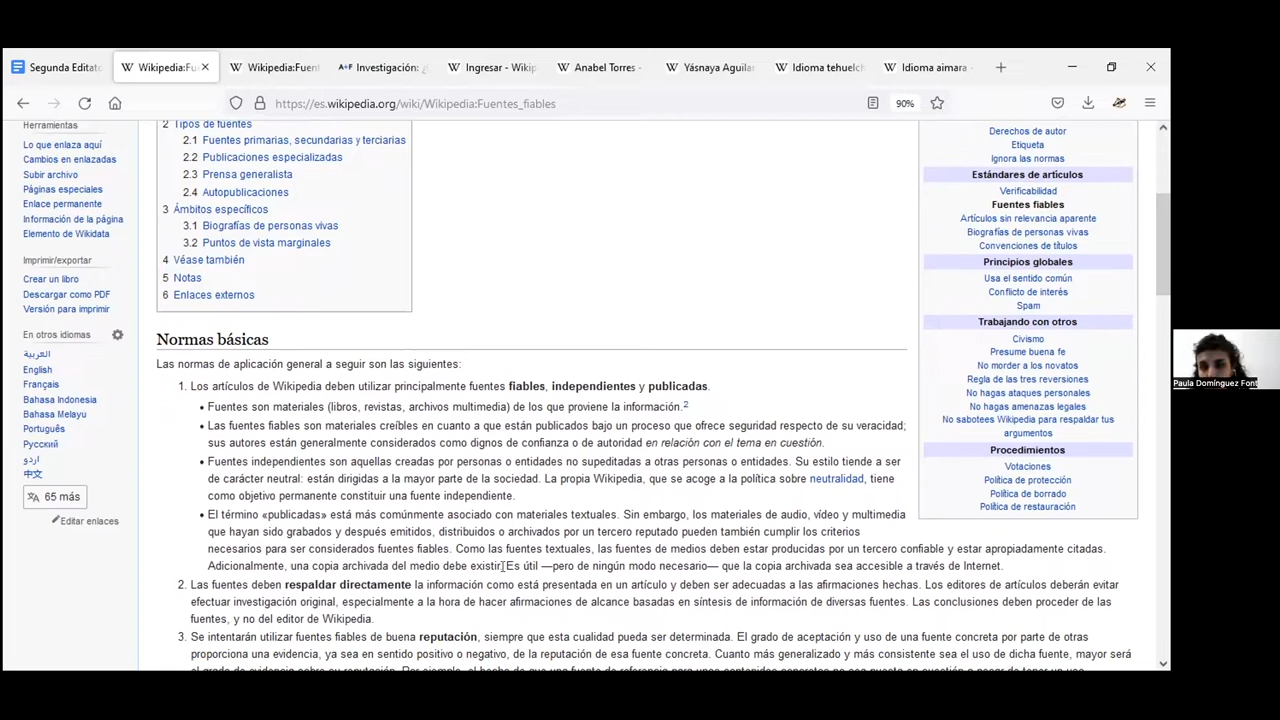 Segunda Editato
Wikipedia:Fue
Wikipedia:Fuent
A+F Investigación: ¿
Ingresar - Wikip
Anabel Torres -
Yásnaya Aguilar
Idioma tehuelch
Idioma aimara -
https://es.wikipedia.org/wiki/Wikipedia:Fuentes_fiables
90%
Herramientas
Lo que enlaza aquí
Cambios en enlazadas
Subir archivo
Páginas especiales
Enlace permanente
Información de la página
Elemento de Wikidata
Imprimir/exportar
Crear un libro
Descargar como PDF
Versión para imprimir
En otros idiomas
العربية
English
Français
Bahasa Indonesia
Bahasa Melayu
Português
Русский
اردو
中文
65 más
Editar enlaces
2 Tipos de fuentes
2.1 Fuentes primarias, secundarias y terciarias
2.2 Publicaciones especializadas
2.3 Prensa generalista
2.4 Autopublicaciones
3 Ámbitos específicos
3.1 Biografías de personas vivas
3.2 Puntos de vista marginales
4 Véase también
5 Notas
6 Enlaces externos
Normas básicas
Las normas de aplicación general a seguir son las siguientes:
1. Los artículos de Wikipedia deben utilizar principalmente fuentes fiables, independientes y publicadas.
• Fuentes son materiales (libros, revistas, archivos multimedia) de los que proviene la información.2
• Las fuentes fiables son materiales creíbles en cuanto a que están publicados bajo un proceso que ofrece seguridad respecto de su veracidad;
sus autores están generalmente considerados como dignos de confianza o de autoridad en relación con el tema en cuestión.
• Fuentes independientes son aquellas creadas por personas o entidades no supeditadas a otras personas o entidades. Su estilo tiende a ser
de carácter neutral: están dirigidas a la mayor parte de la sociedad. La propia Wikipedia, que se acoge a la política sobre neutralidad, tiene
como objetivo permanente constituir una fuente independiente.
• El término «publicadas» está más comúnmente asociado con materiales textuales. Sin embargo, los materiales de audio, vídeo y multimedia
que hayan sido grabados y después emitidos, distribuidos o archivados por un tercero reputado pueden también cumplir los criterios
necesarios para ser considerados fuentes fiables. Como las fuentes textuales, las fuentes de medios deben estar producidas por un tercero confiable y estar apropiadamente citadas.
Adicionalmente, una copia archivada del medio debe existir. Es útil —pero de ningún modo necesario— que la copia archivada sea accesible a través de Internet.
2. Las fuentes deben respaldar directamente la información como está presentada en un artículo y deben ser adecuadas a las afirmaciones hechas. Los editores de artículos deberán evitar
efectuar investigación original, especialmente a la hora de hacer afirmaciones de alcance basadas en síntesis de información de diversas fuentes. Las conclusiones deben proceder de las
fuentes, y no del editor de Wikipedia.
3. Se intentarán utilizar fuentes fiables de buena reputación, siempre que esta cualidad pueda ser determinada. El grado de aceptación y uso de una fuente concreta por parte de otras
proporciona una evidencia, ya sea en sentido positivo o negativo, de la reputación de esa fuente concreta. Cuanto más generalizado y más consistente sea el uso de dicha fuente, mayor será
Derechos de autor
Etiqueta
Ignora las normas
Estándares de artículos
Verificabilidad
Fuentes fiables
Artículos sin relevancia aparente
Biografías de personas vivas
Convenciones de títulos
Principios globales
Usa el sentido común
Conflicto de interés
Spam
Trabajando con otros
Civismo
Presume buena fe
No morder a los novatos
Regla de las tres reversiones
No hagas ataques personales
No hagas amenazas legales
No sabotees Wikipedia para respaldar tus
argumentos
Procedimientos
Votaciones
Política de protección
Política de borrado
Política de restauración
Paula Domínguez Font